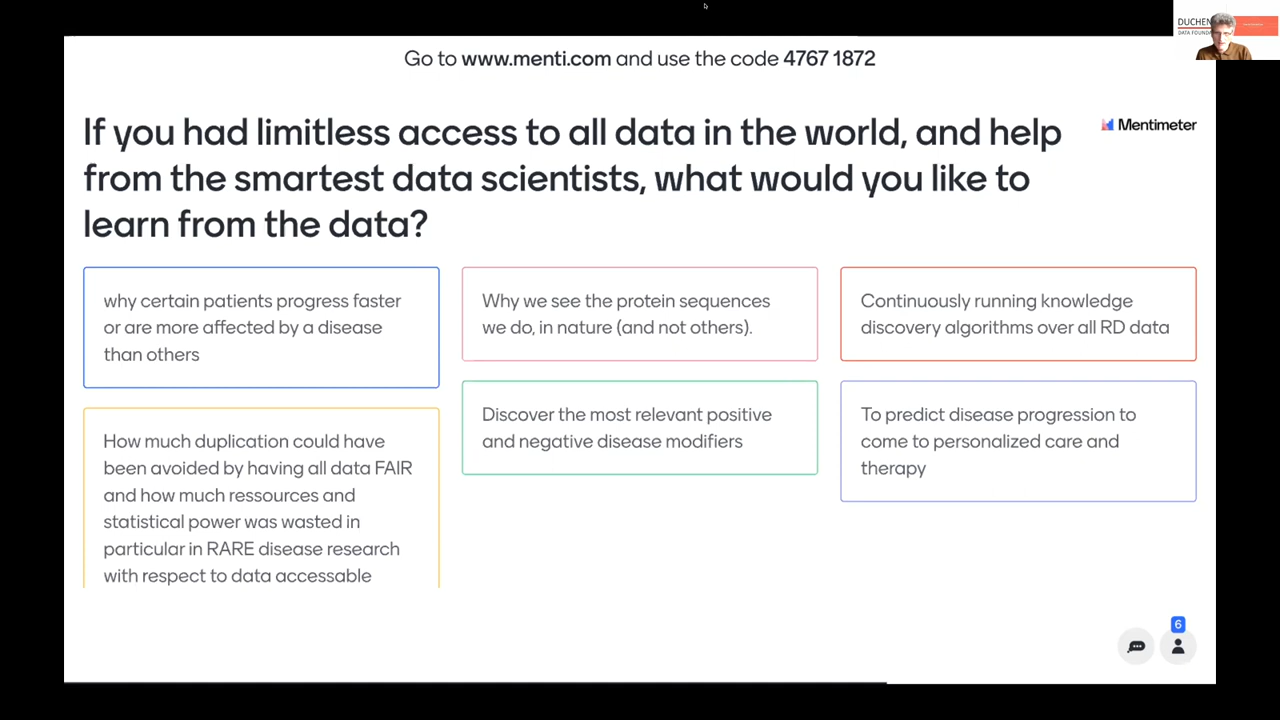 Go to www.menti.com and use the code 4767 1872
If you had limitless access to all data in the world, and help
from the smartest data scientists, what would you like to
learn from the data?
Mentimeter
why certain patients progress faster
or are more affected by a disease
than others
Why we see the protein sequences
we do, in nature (and not others).
Continuously running knowledge
discovery algorithms over all RD data
How much duplication could have
been avoided by having all data FAIR
and how much ressources and
statistical power was wasted in
particular in RARE disease research
with respect to data accessable
Discover the most relevant positive
and negative disease modifiers
To predict disease progression to
come to personalized care and
therapy
6